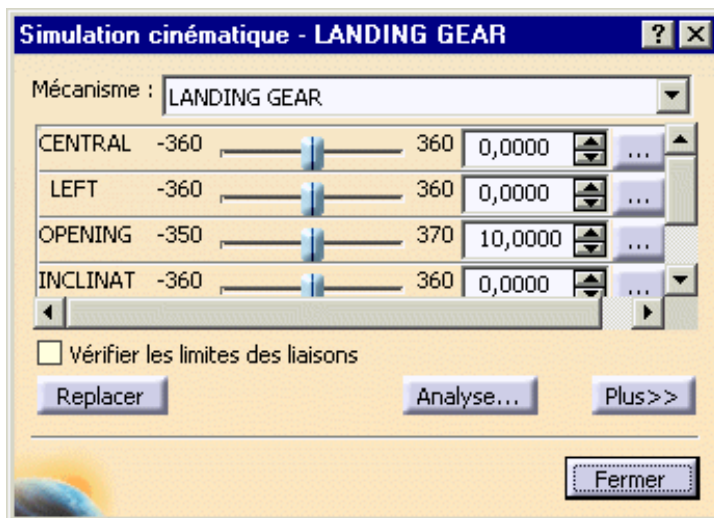 Simulation cinématique - LANDING GEAR
Mécanisme : LANDING GEAR
CENTRAL -360 360 0,0000 ...
LEFT -360 360 0,0000 ...
OPENING -350 370 10,0000 ...
INCLINAT -360 360 0,0000 ...
Vérifier les limites des liaisons
Replacer Analyse... Plus>>
Fermer